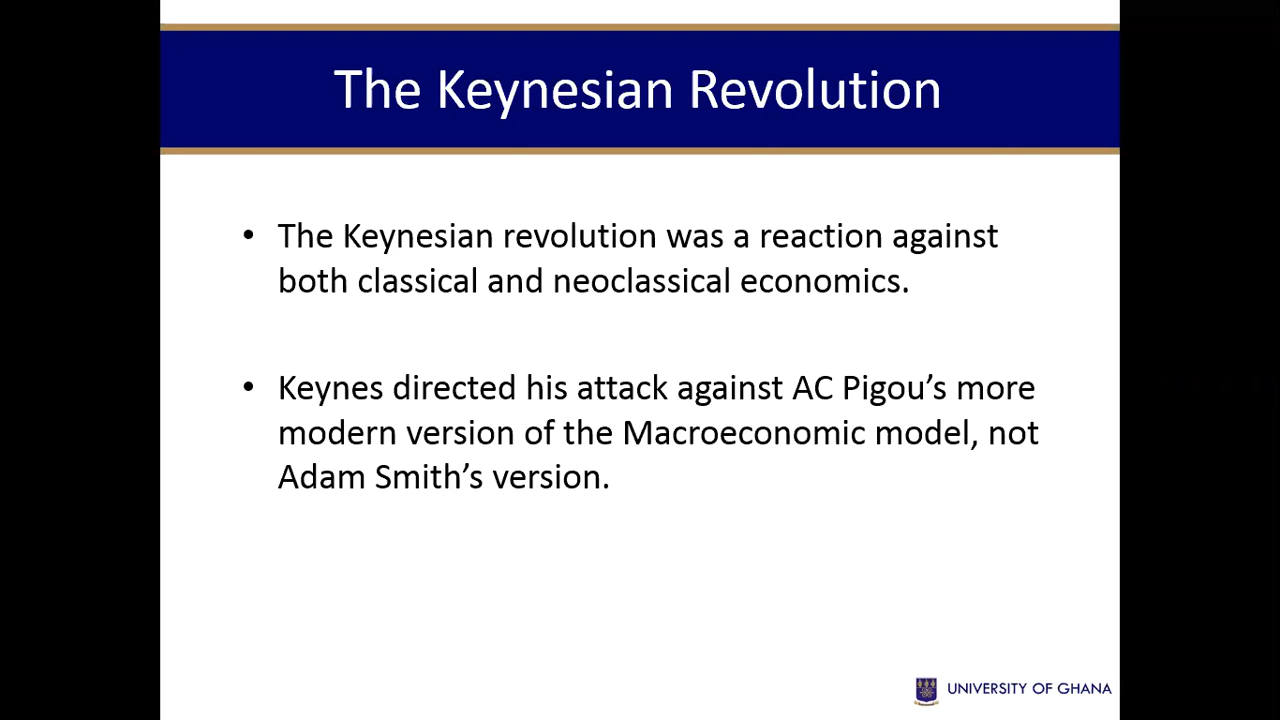 The Keynesian Revolution
• The Keynesian revolution was a reaction against
both classical and neoclassical economics.
• Keynes directed his attack against AC Pigou’s more
modern version of the Macroeconomic model, not
Adam Smith’s version.
UNIVERSITY OF GHANA